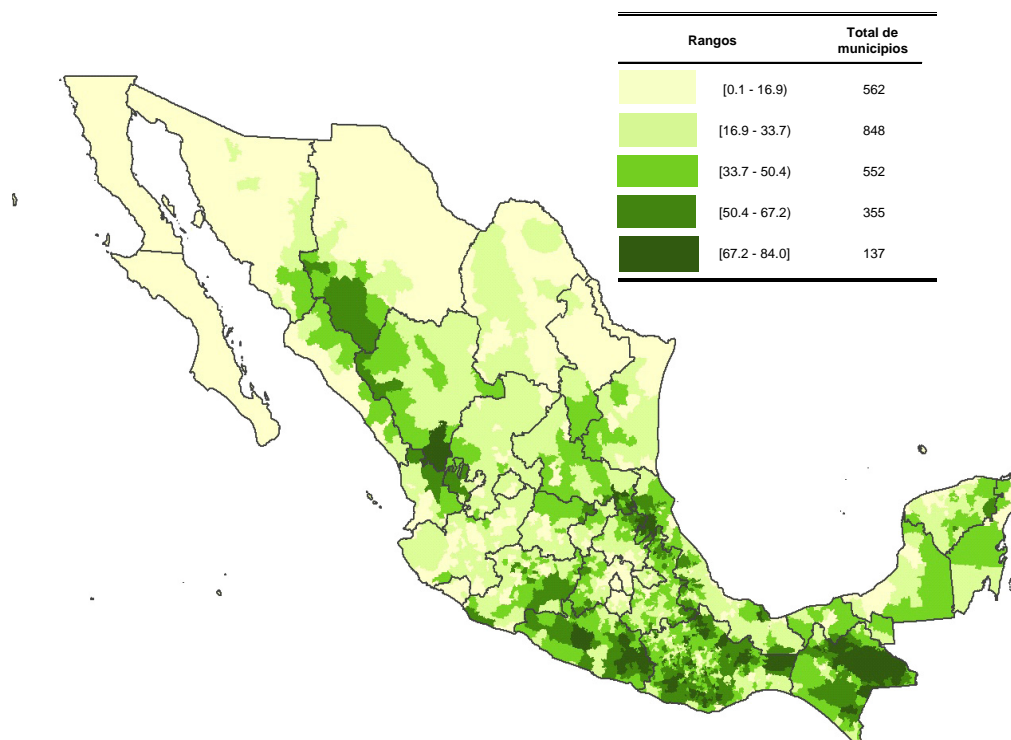 Rangos
Total de
municipios
[0.1 - 16.9) 562
[16.9 - 33.7) 848
[33.7 - 50.4) 552
[50.4 - 67.2) 355
[67.2 - 84.0] 137